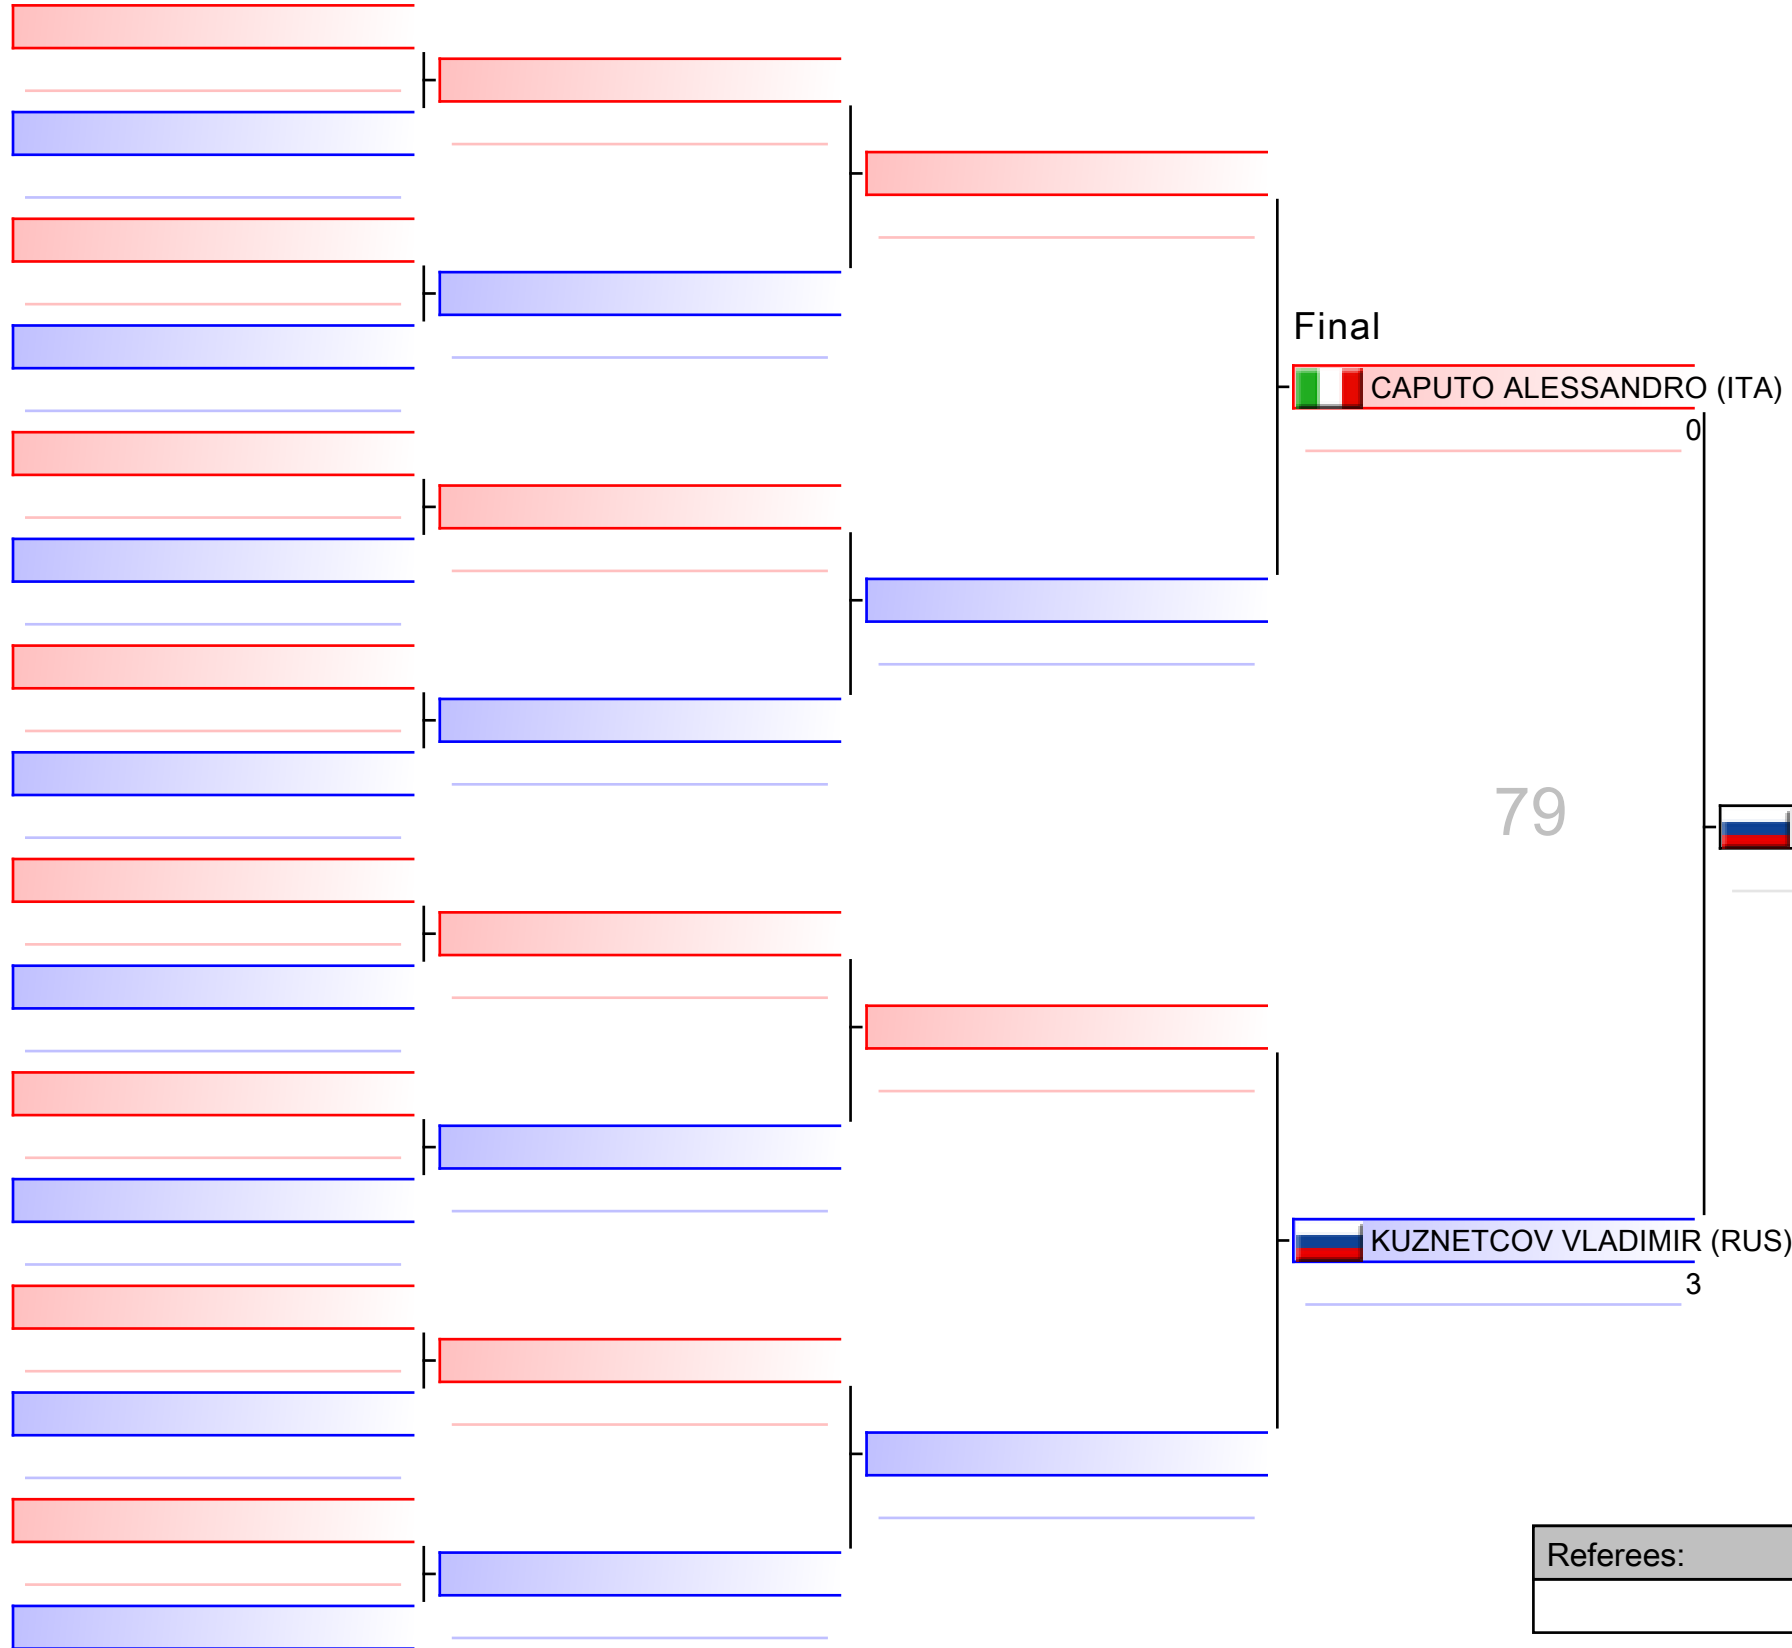 Final
CAPUTO ALESSANDRO (ITA)
0
79
KUZNETCOV VLADIMIR (RUS)
3
Referees: